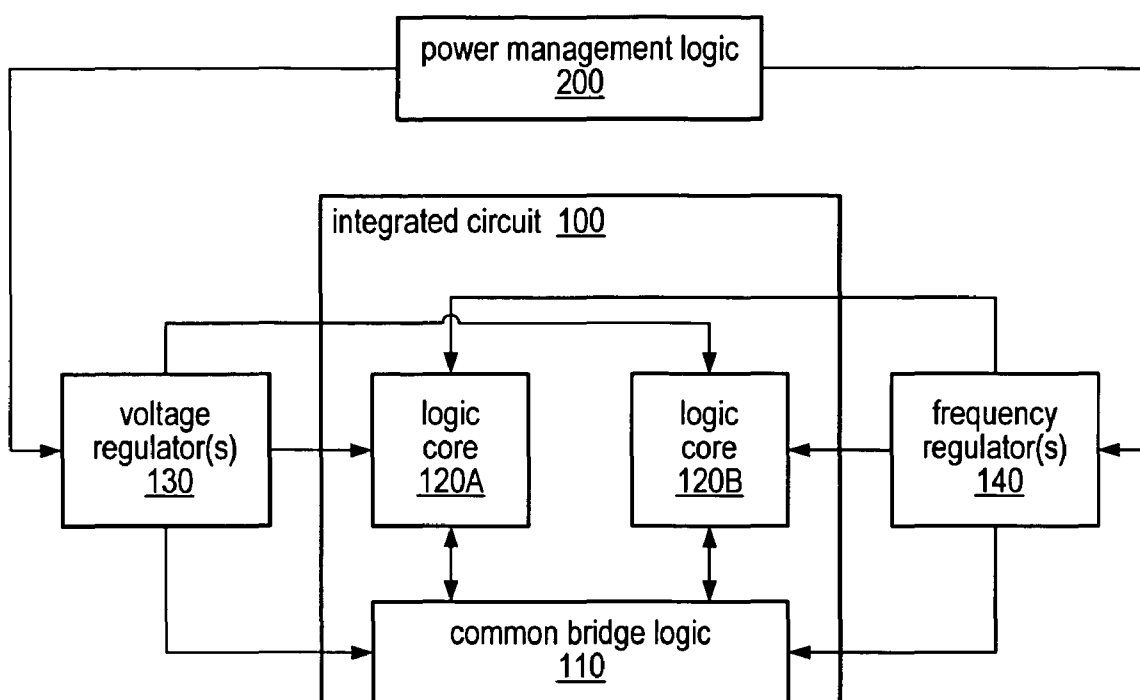 power management logic
200
integrated circuit 100
voltage
regulator(s)
130
logic
core
120A
logic
core
120B
frequency
regulator(s)
140
common bridge logic
110